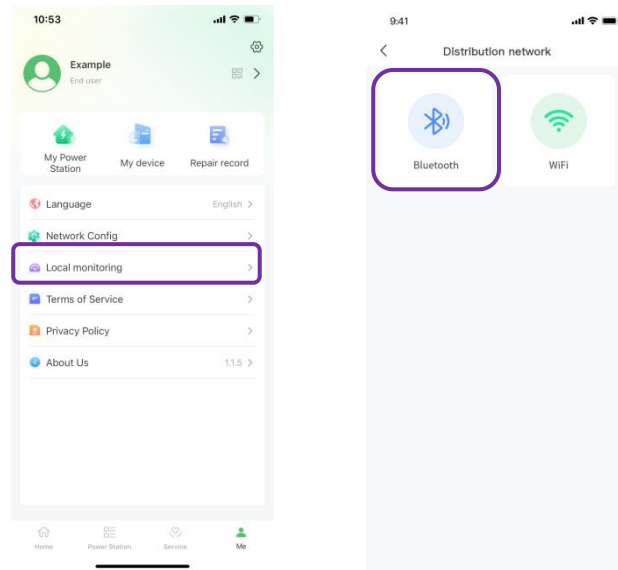 10:53
Example
End user
My Power
Station
My device
Repair record
Language
English
Network Config
Local monitoring
Terms of Service
Privacy Policy
About Us
1.1.5
Home
Power Station
Service
Me
9:41
Distribution network
Bluetooth
WiFi